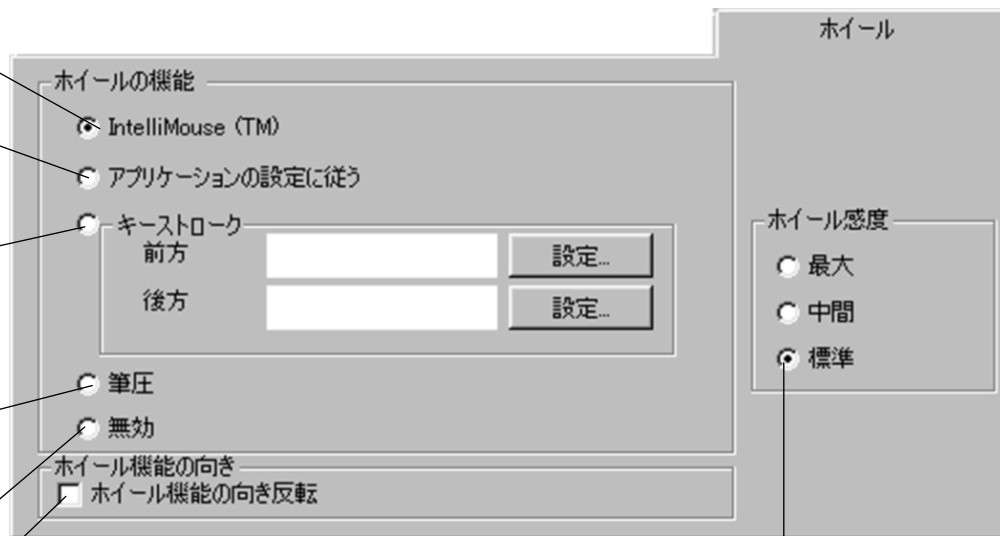 ホイール
ホイールの機能
IntelliMouse (TM)
アプリケーションの設定に従う
キーストローク
前方
設定...
後方
設定...
筆圧
無効
ホイール機能の向き
ホイール機能の向き反転
ホイール感度
最大
中間
標準